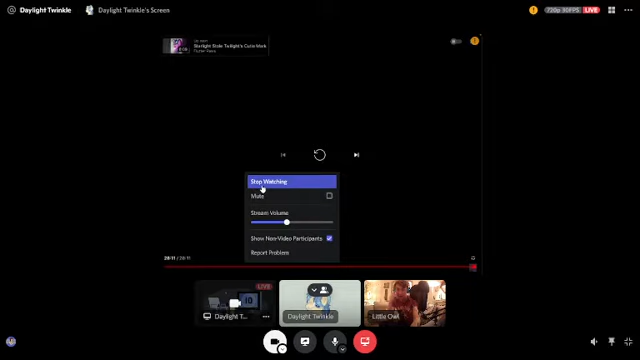 Daylight Twinkle
Daylight Twinkle's Screen
720p 30FPS LIVE
Starlight Stole Twilight's Cutie Mark
Stop Watching
Mute
Stream Volume
Show Non-Video Participants
Report Problem
28:11 / 28:11
LIVE
Daylight T...
Daylight Twinkle
Little Owl